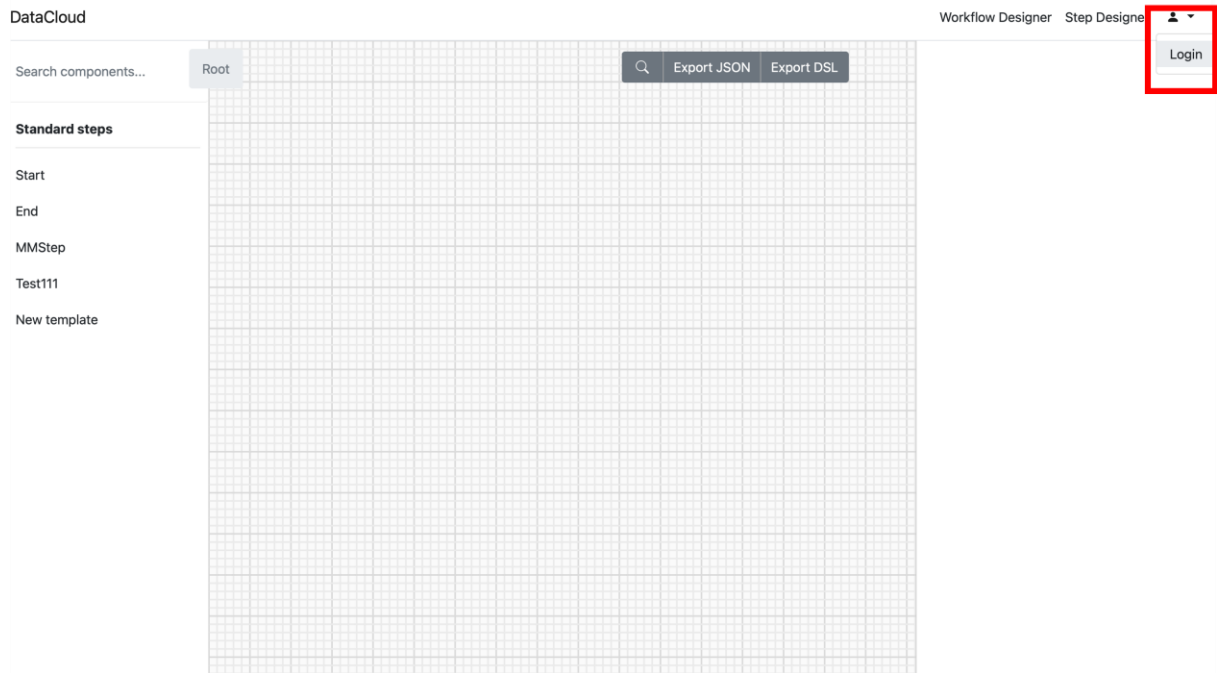 DataCloud
Workflow Designer Step Designe
Login
Search components...
Root
Export JSON Export DSL
Standard steps
Start
End
MMStep
Test111
New template